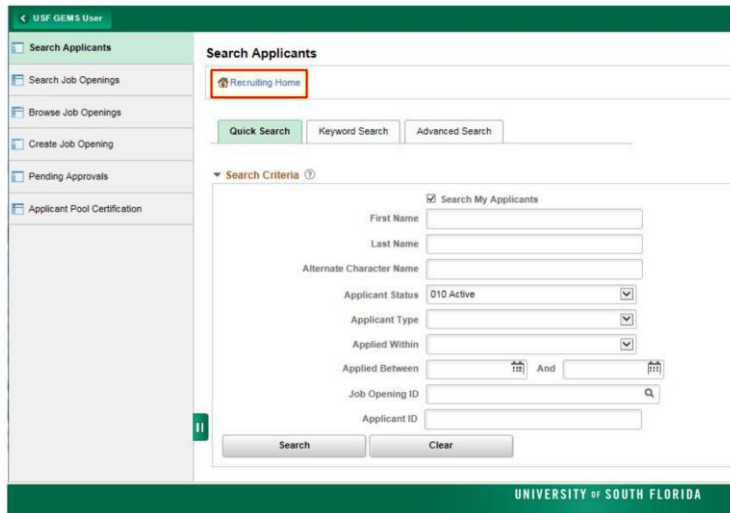 USF GEMS User
Search Applicants
Search Job Openings
Browse Job Openings
Create Job Opening
Pending Approvals
Applicant Pool Certification
Search Applicants
Recruiting Home
Quick Search Keyword Search Advanced Search
Search Criteria
Search My Applicants
First Name
Last Name
Alternate Character Name
Applicant Status 010 Active
Applicant Type
Applied Within
Applied Between And
Job Opening ID
Applicant ID
Search Clear
UNIVERSITY OF SOUTH FLORIDA